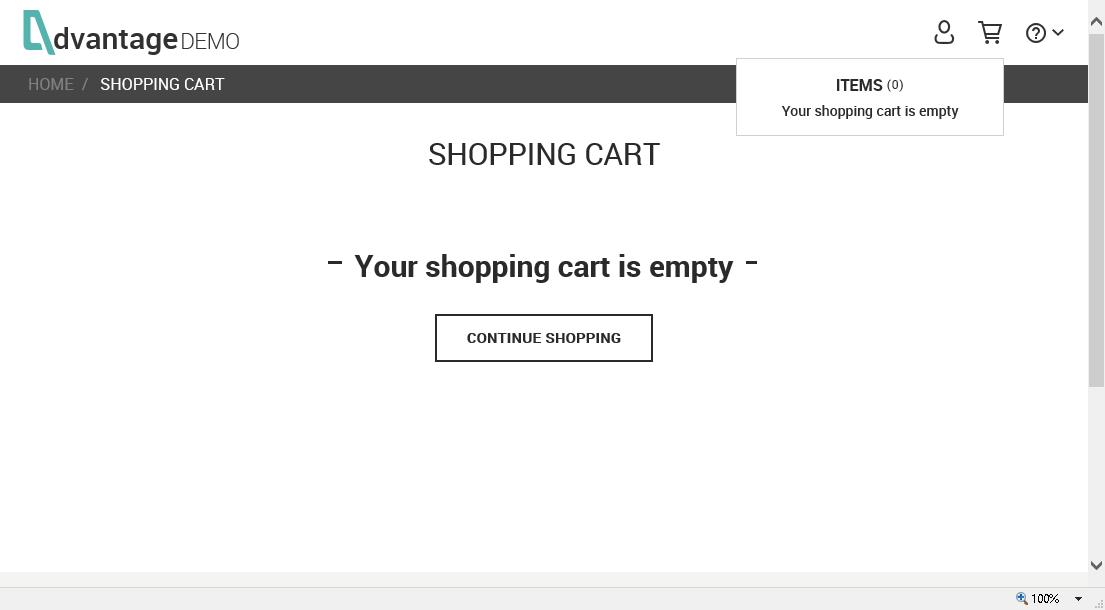 dvantage DEMO
HOME / SHOPPING CART
ITEMS (0)
Your shopping cart is empty
SHOPPING CART
– Your shopping cart is empty –
CONTINUE SHOPPING
100%